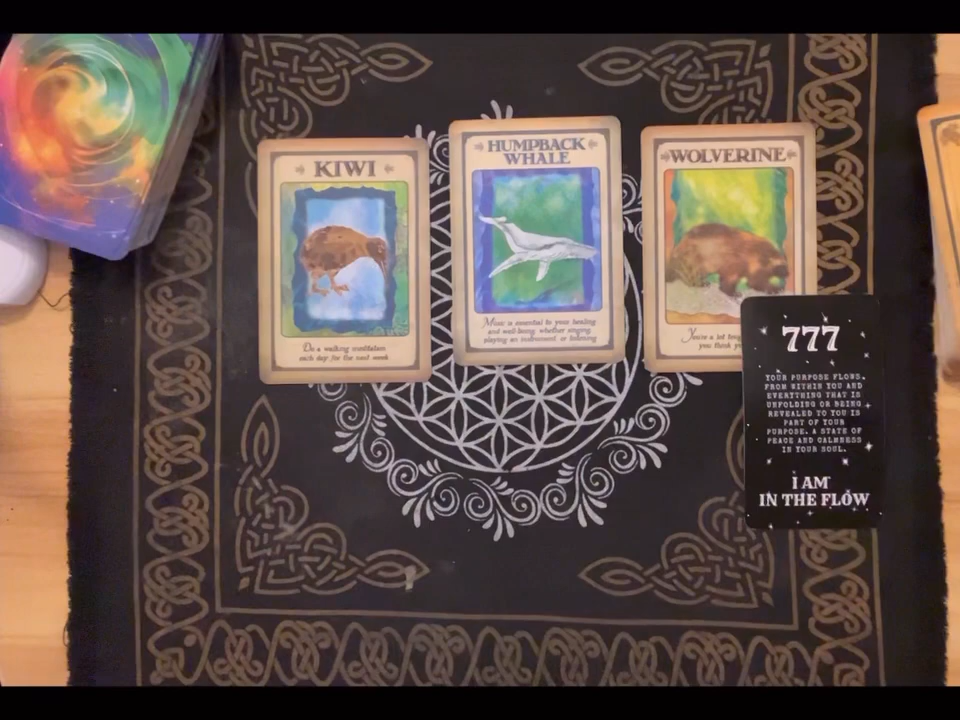 KIWI
Do a walking meditation
each day for the next week
HUMPBACK
WHALE
Music is essential to your healing
and well-being, whether singing
playing an instrument or listening
WOLVERINE
You're a lot
you think
777
YOUR PURPOSE FLOWS
FROM WITHIN YOU AND
EVERYTHING THAT IS
UNFOLDING OR BEING
REVEALED TO YOU IS
PART OF YOUR
PURPOSE. A STATE OF
PEACE AND CALMNESS
IN YOUR SOUL.
I AM
IN THE FLOW